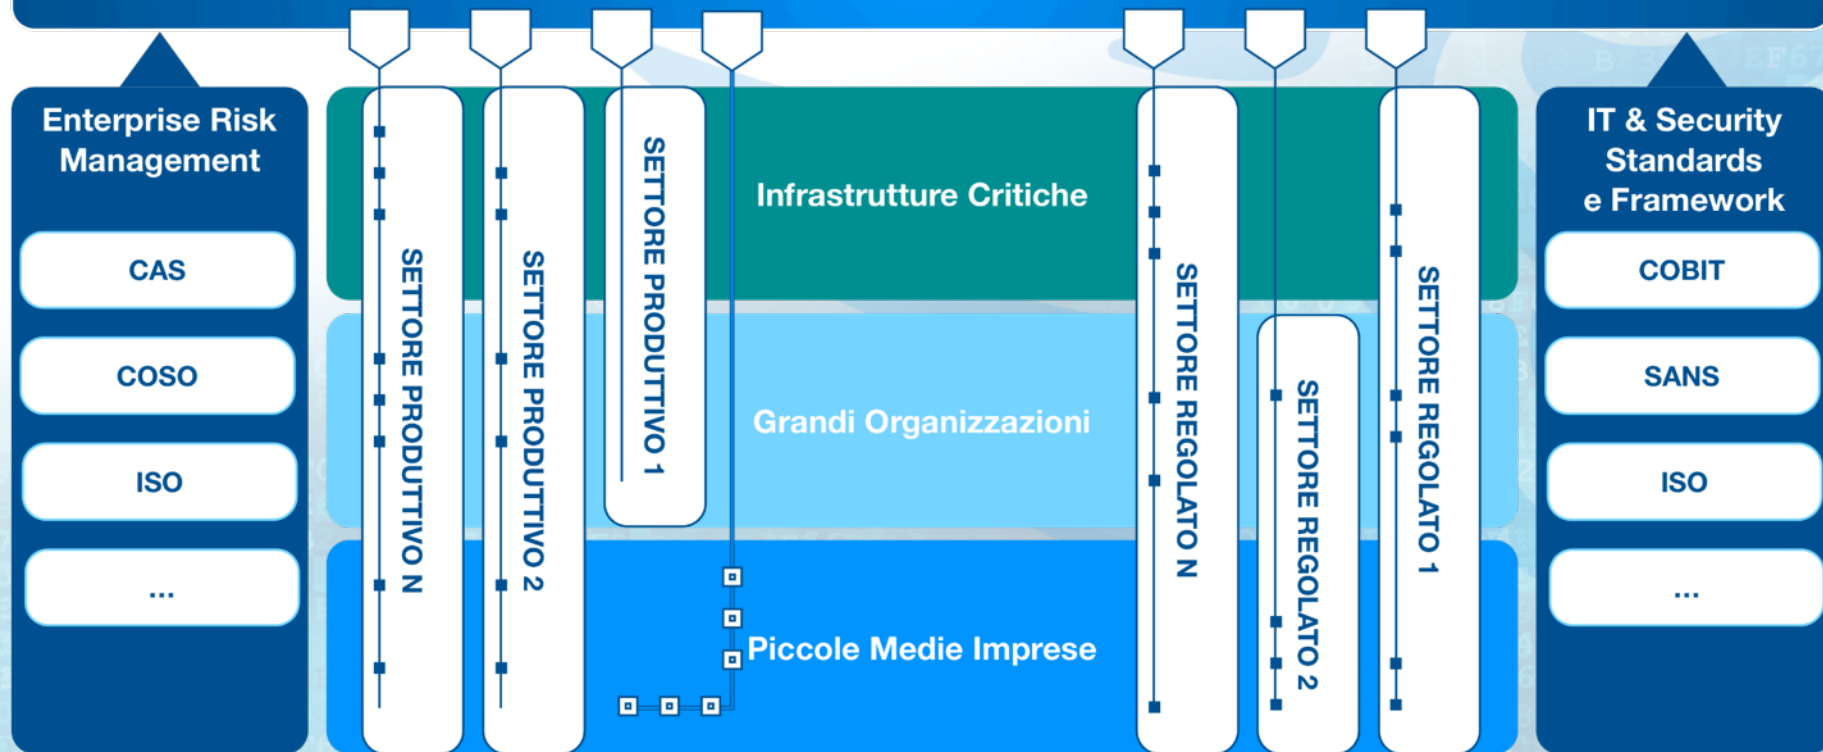 Enterprise Risk
Management
CAS
COSO
ISO
...
SETTORE PRODUTTIVO N
SETTORE PRODUTTIVO 2
SETTORE PRODUTTIVO 1
Infrastrutture Critiche
Grandi Organizzazioni
Piccole Medie Imprese
SETTORE REGOLATO N
SETTORE REGOLATO 2
SETTORE REGOLATO 1
IT & Security
Standards
e Framework
COBIT
SANS
ISO
...